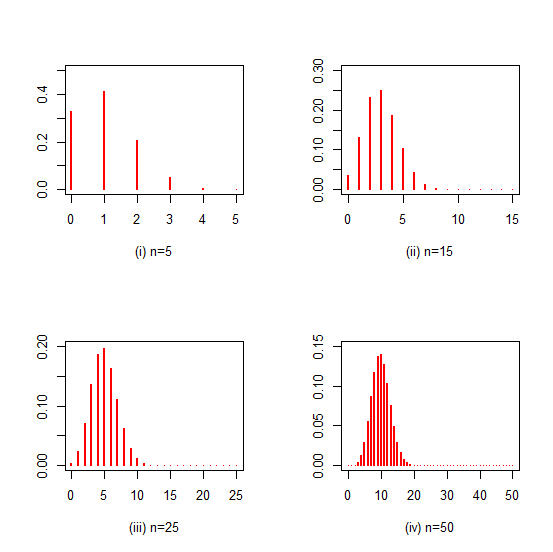 0.0 0.2 0.4
0 1 2 3 4 5
(i) n=5
0.00 0.10 0.20 0.30
0 5 10 15
(ii) n=15
0.00 0.10 0.20
0 5 10 15 20 25
(iii) n=25
0.00 0.05 0.10 0.15
0 10 20 30 40 50
(iv) n=50